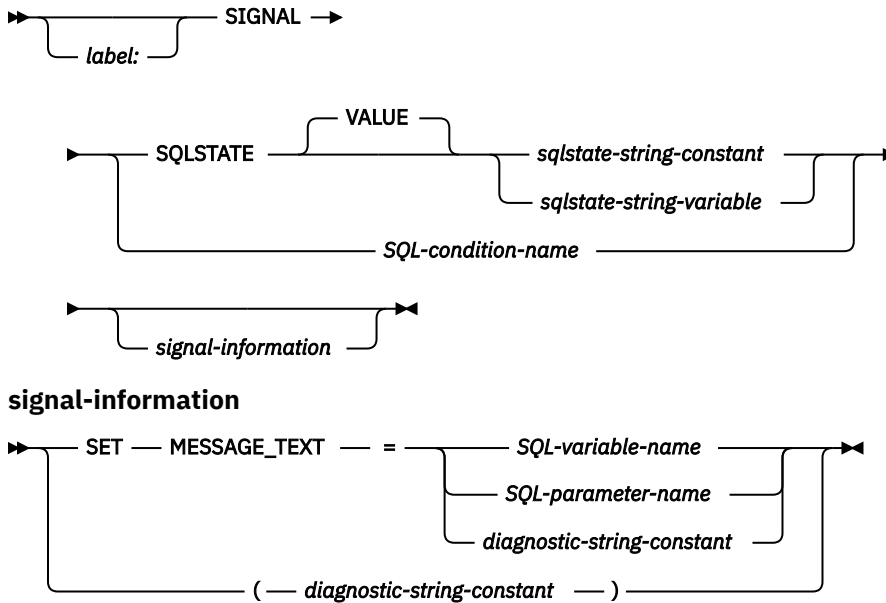 SIGNAL
label:
VALUE
SQLSTATE
sqlstate-string-constant
sqlstate-string-variable
SQL-condition-name
signal-information
signal-information
SET MESSAGE_TEXT = SQL-variable-name
SQL-parameter-name
diagnostic-string-constant
( diagnostic-string-constant )